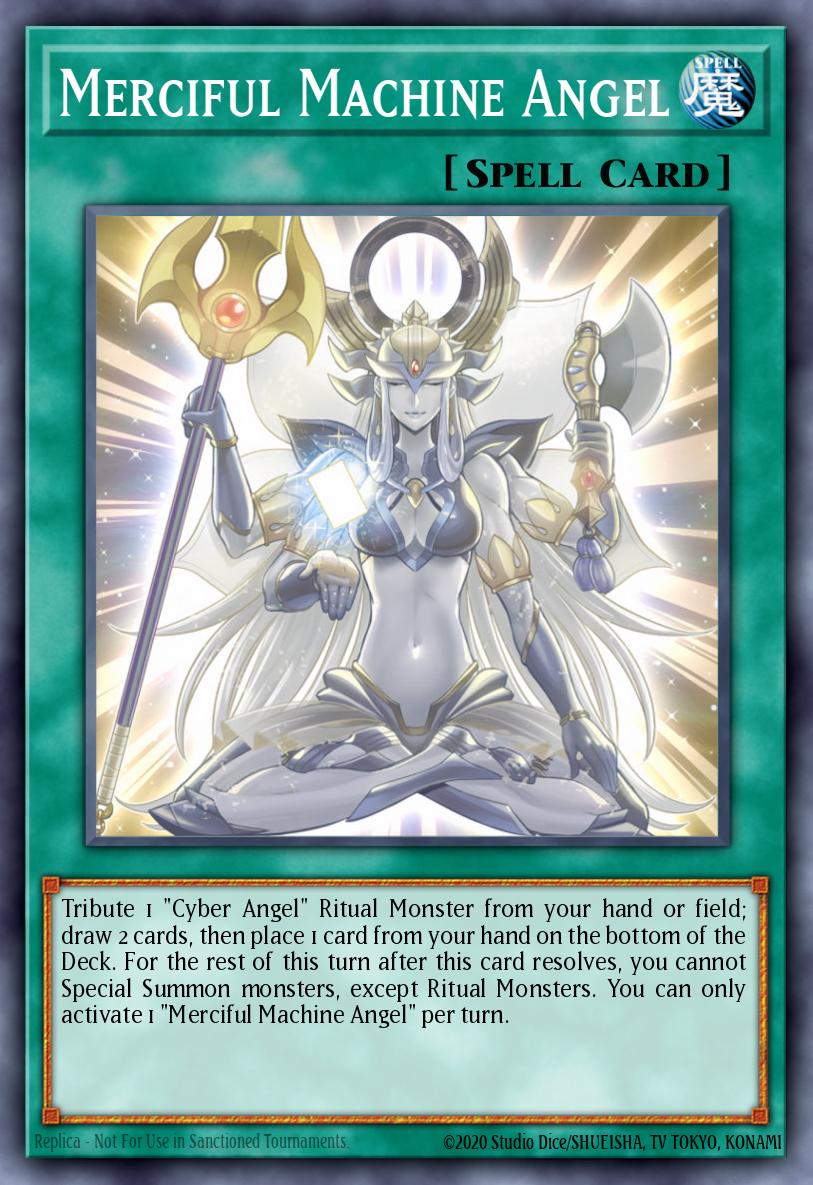 Merciful Machine Angel
SPELL
魔
[Spell Card]
Tribute 1 "Cyber Angel" Ritual Monster from your hand or field;
draw 2 cards, then place 1 card from your hand on the bottom of the
Deck. For the rest of this turn after this card resolves, you cannot
Special Summon monsters, except Ritual Monsters. You can only
activate 1 "Merciful Machine Angel" per turn.
Replica - Not For Use in Sanctioned Tournaments.
©2020 Studio Dice/SHUEISHA, TV TOKYO, KONAMI